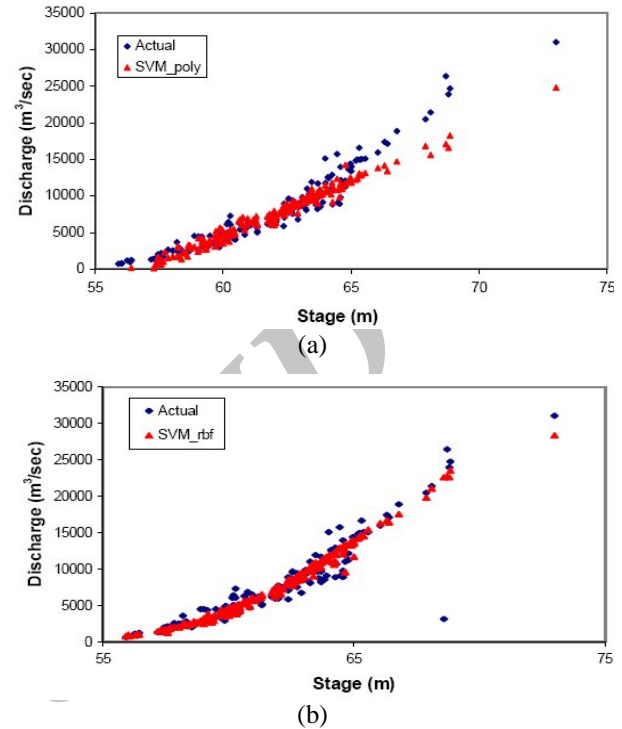 35000
30000
25000
20000
15000
10000
5000
0
Discharge (m³/sec)
Actual
SVM_poly
55 60 65 70 75
Stage (m)
(a)
35000
30000
25000
20000
15000
10000
5000
0
Discharge (m³/sec)
Actual
SVM_rbf
55 65 75
Stage (m)
(b)